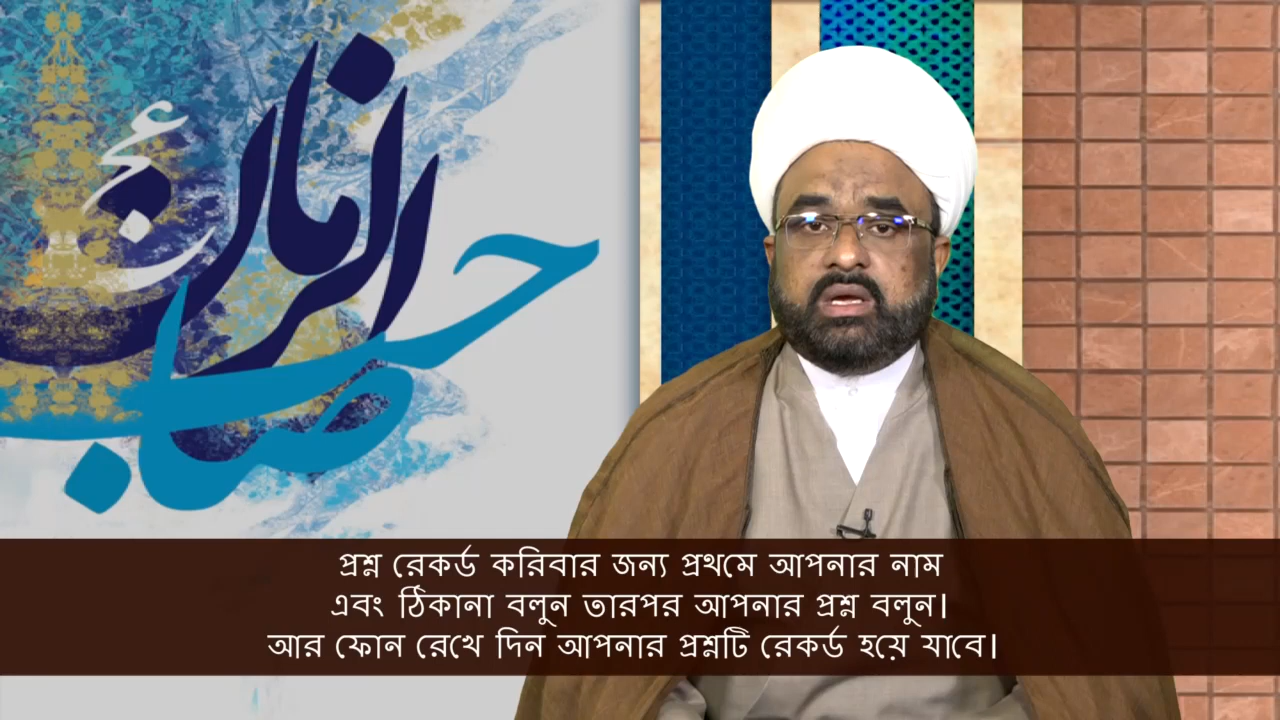 صاحب الزمان
عج
প্রশ্ন রেকর্ড করিবার জন্য প্রথমে আপনার নাম
এবং ঠিকানা বলুন তারপর আপনার প্রশ্ন বলুন।
আর ফোন রেখে দিন আপনার প্রশ্নটি রেকর্ড হয়ে যাবে।